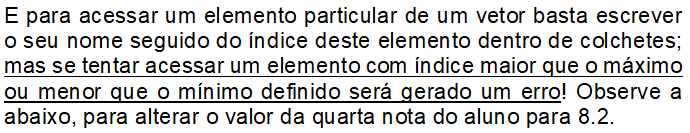 E para acessar um elemento particular de um vetor basta escrever
o seu nome seguido do índice deste elemento dentro de colchetes;
mas se tentar acessar um elemento com índice maior que o máximo
ou menor que o mínimo definido será gerado um erro! Observe a
abaixo, para alterar o valor da quarta nota do aluno para 8.2.